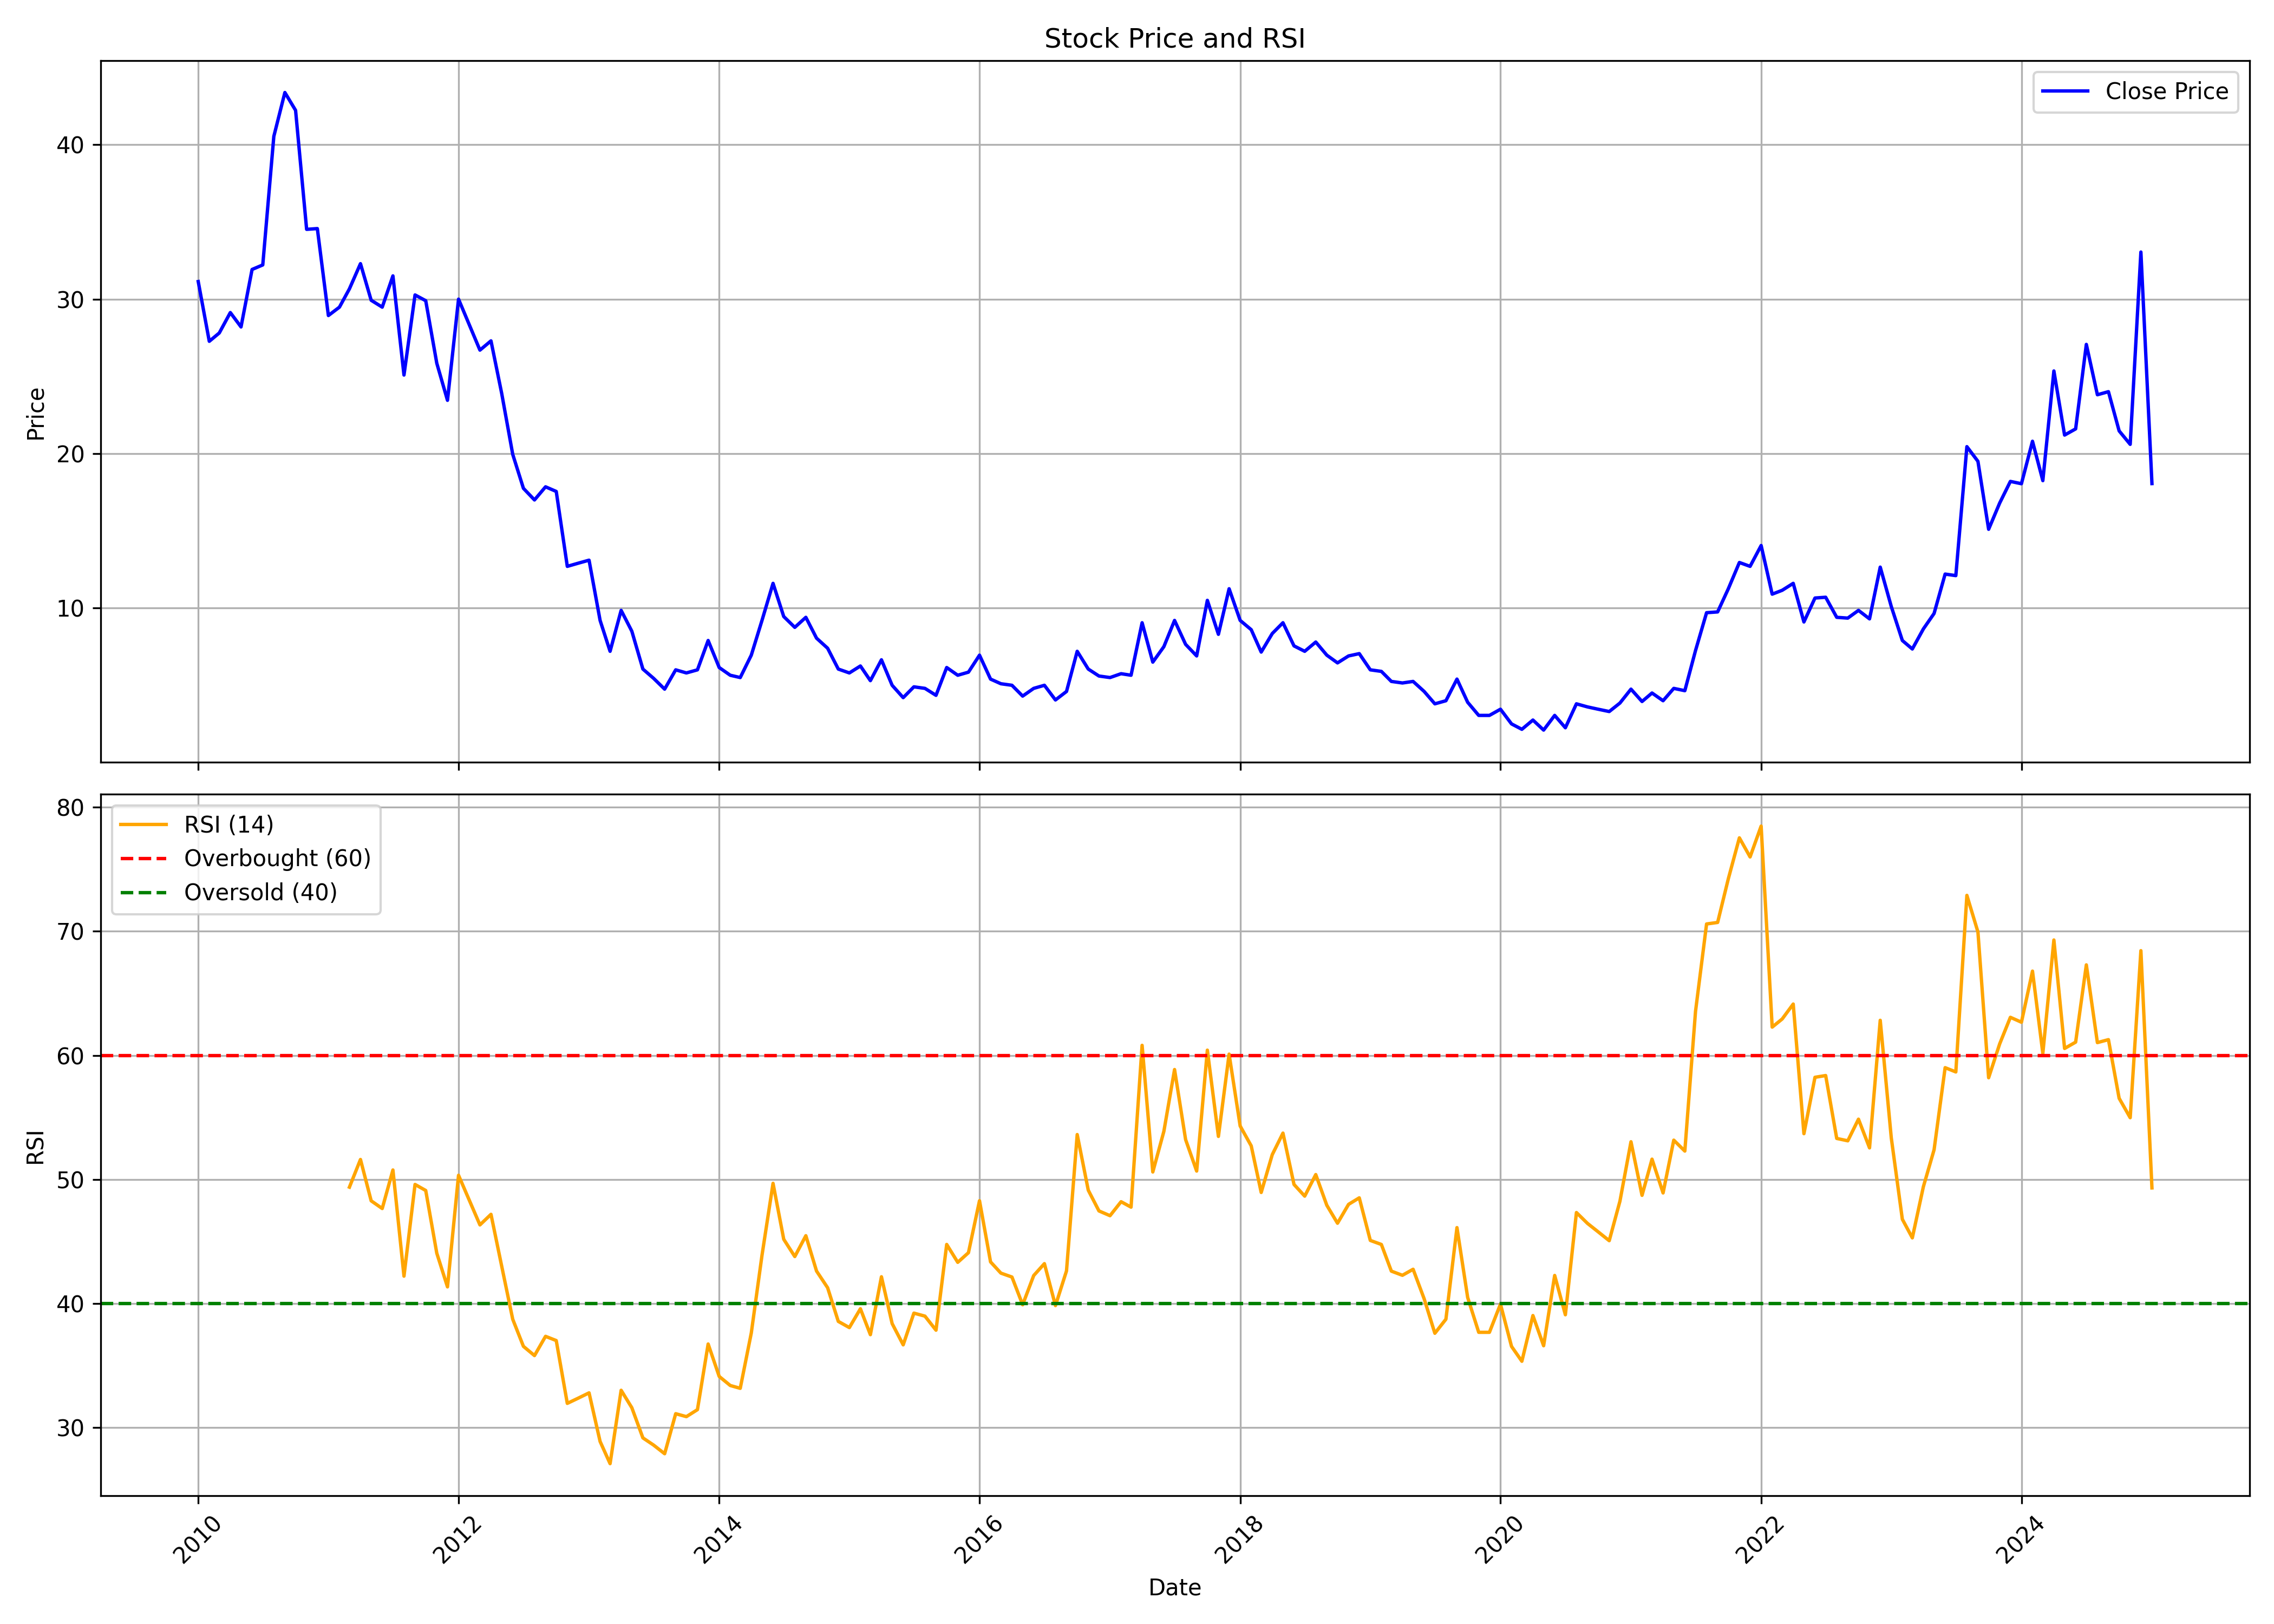 Stock Price and RSI
Close Price
Price
40
30
20
10
RSI (14)
Overbought (60)
Oversold (40)
RSI
80
70
60
50
40
30
2010
2012
2014
2016
2018
2020
2022
2024
Date